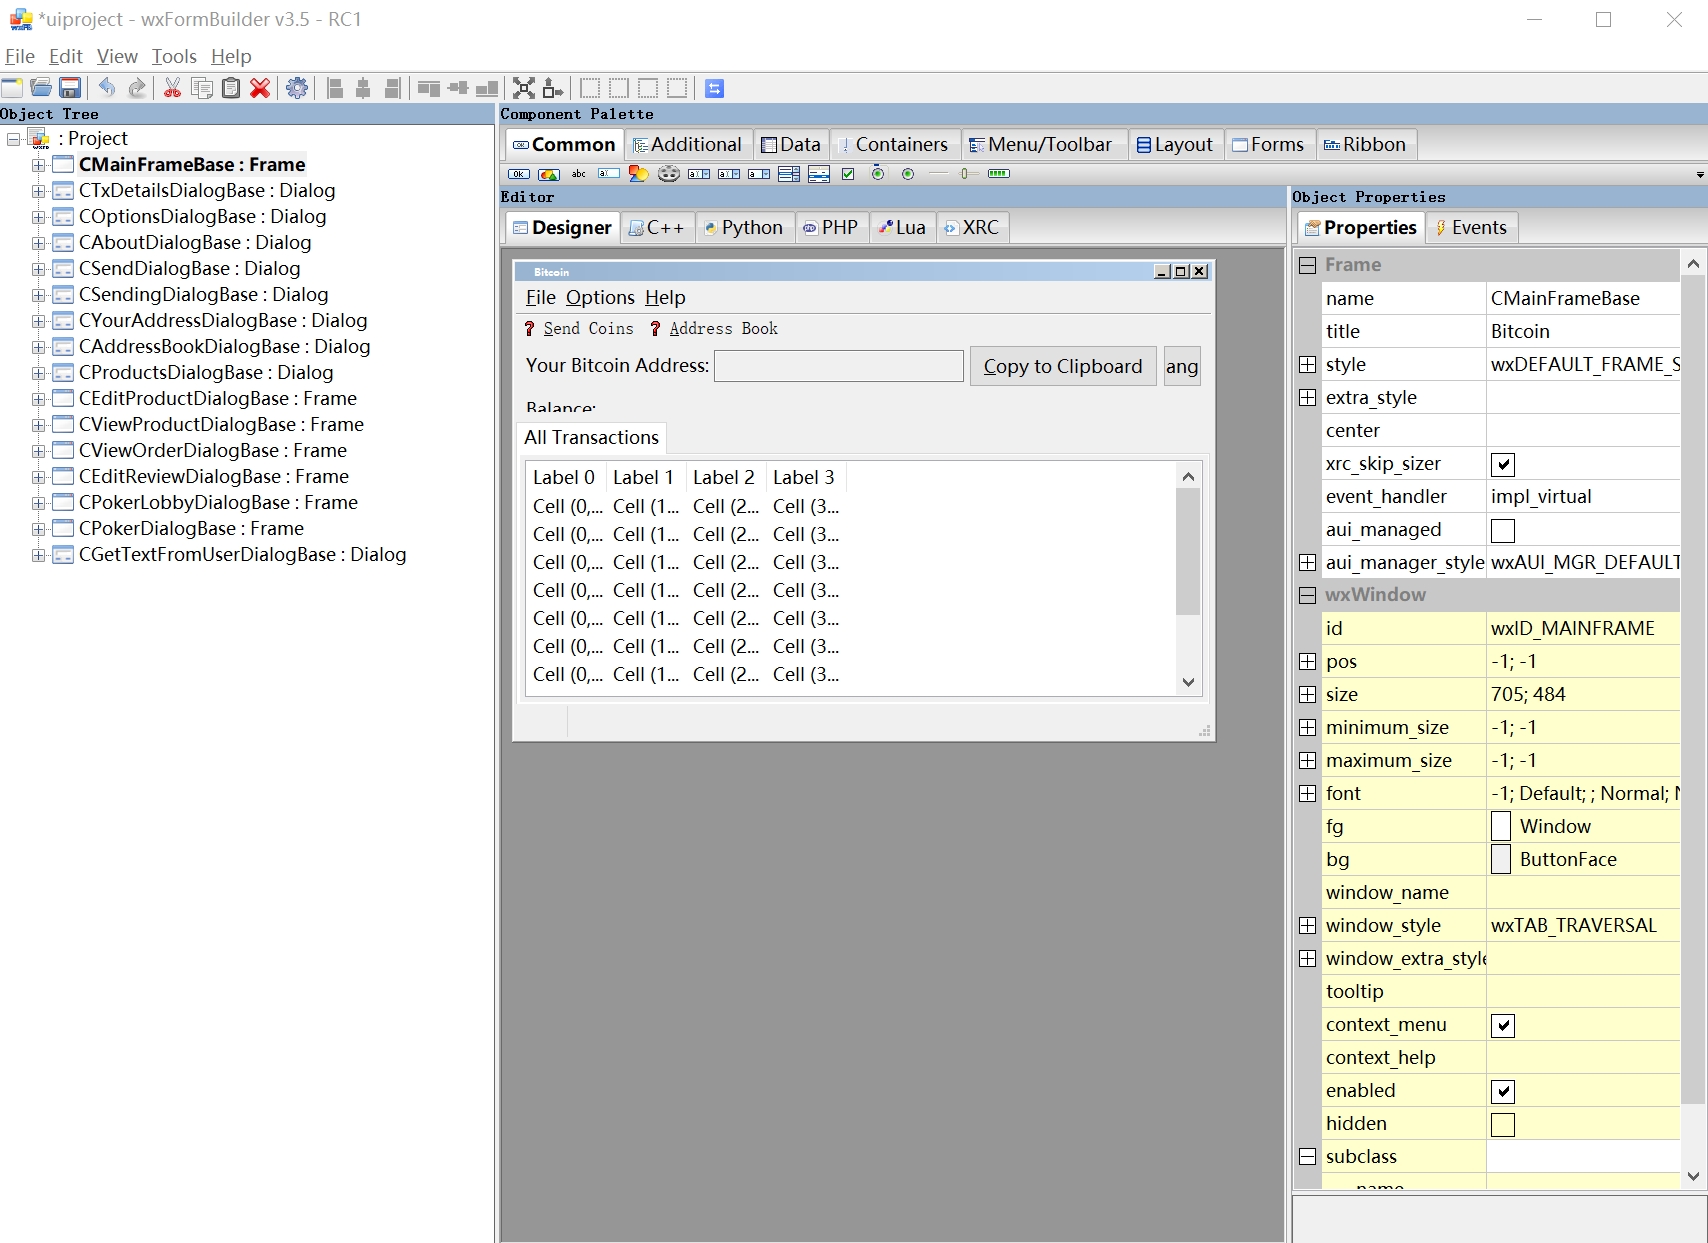 *uiproject - wxFormBuilder v3.5 - RC1
File Edit View Tools Help
Object Tree
: Project
CMainFrameBase : Frame
CTxDetailsDialogBase : Dialog
COptionsDialogBase : Dialog
CAboutDialogBase : Dialog
CSendDialogBase : Dialog
CSendingDialogBase : Dialog
CYourAddressDialogBase : Dialog
CAddressBookDialogBase : Dialog
CProductsDialogBase : Dialog
CEditProductDialogBase : Frame
CViewProductDialogBase : Frame
CViewOrderDialogBase : Frame
CEditReviewDialogBase : Frame
CPokerLobbyDialogBase : Frame
CPokerDialogBase : Frame
CGetTextFromUserDialogBase : Dialog
Component Palette
Common Additional Data Containers Menu/Toolbar Layout Forms Ribbon
Editor
Designer C++ Python PHP Lua XRC
Bitcoin
File Options Help
? Send Coins ? Address Book
Your Bitcoin Address: Copy to Clipboard ang
Balance:
All Transactions
Label 0 Label 1 Label 2 Label 3
Cell (0,... Cell (1... Cell (2... Cell (3...
Cell (0,... Cell (1... Cell (2... Cell (3...
Cell (0,... Cell (1... Cell (2... Cell (3...
Cell (0,... Cell (1... Cell (2... Cell (3...
Cell (0,... Cell (1... Cell (2... Cell (3...
Cell (0,... Cell (1... Cell (2... Cell (3...
Cell (0,... Cell (1... Cell (2... Cell (3...
Object Properties
Properties Events
Frame
name CMainFrameBase
title Bitcoin
style wxDEFAULT_FRAME_S
extra_style
center
xrc_skip_sizer
event_handler impl_virtual
aui_managed
aui_manager_style wxAUI_MGR_DEFAULT
wxWindow
id wxID_MAINFRAME
pos -1; -1
size 705; 484
minimum_size -1; -1
maximum_size -1; -1
font -1; Default; ; Normal; N
fg Window
bg ButtonFace
window_name
window_style wxTAB_TRAVERSAL
window_extra_style
tooltip
context_menu
context_help
enabled
hidden
subclass
name